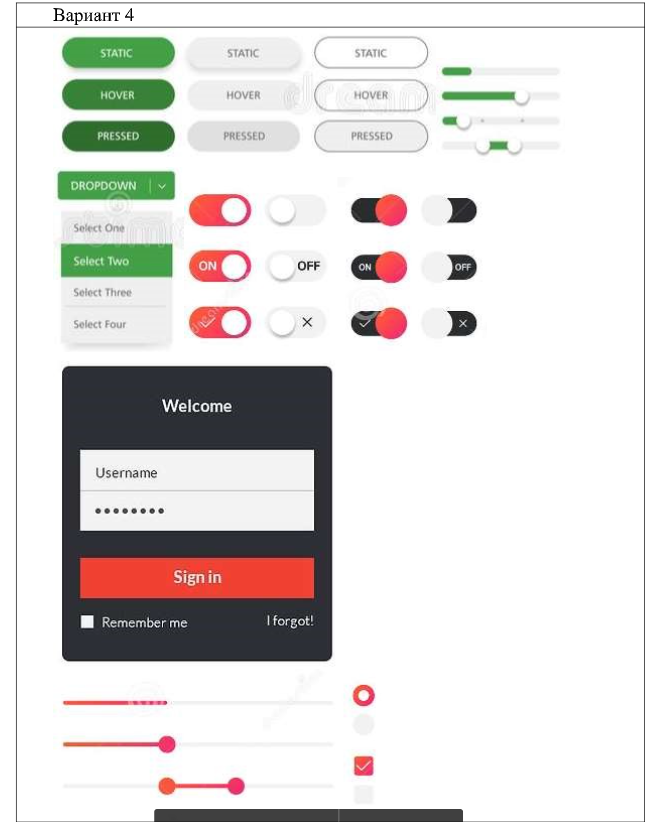 Вариант 4
STATIC STATIC STATIC
HOVER HOVER HOVER
PRESSED PRESSED PRESSED
DROPDOWN
Select One
Select Two
Select Three
Select Four
ON OFF ON OFF
Welcome
Username
Sign in
Remember me I forgot!